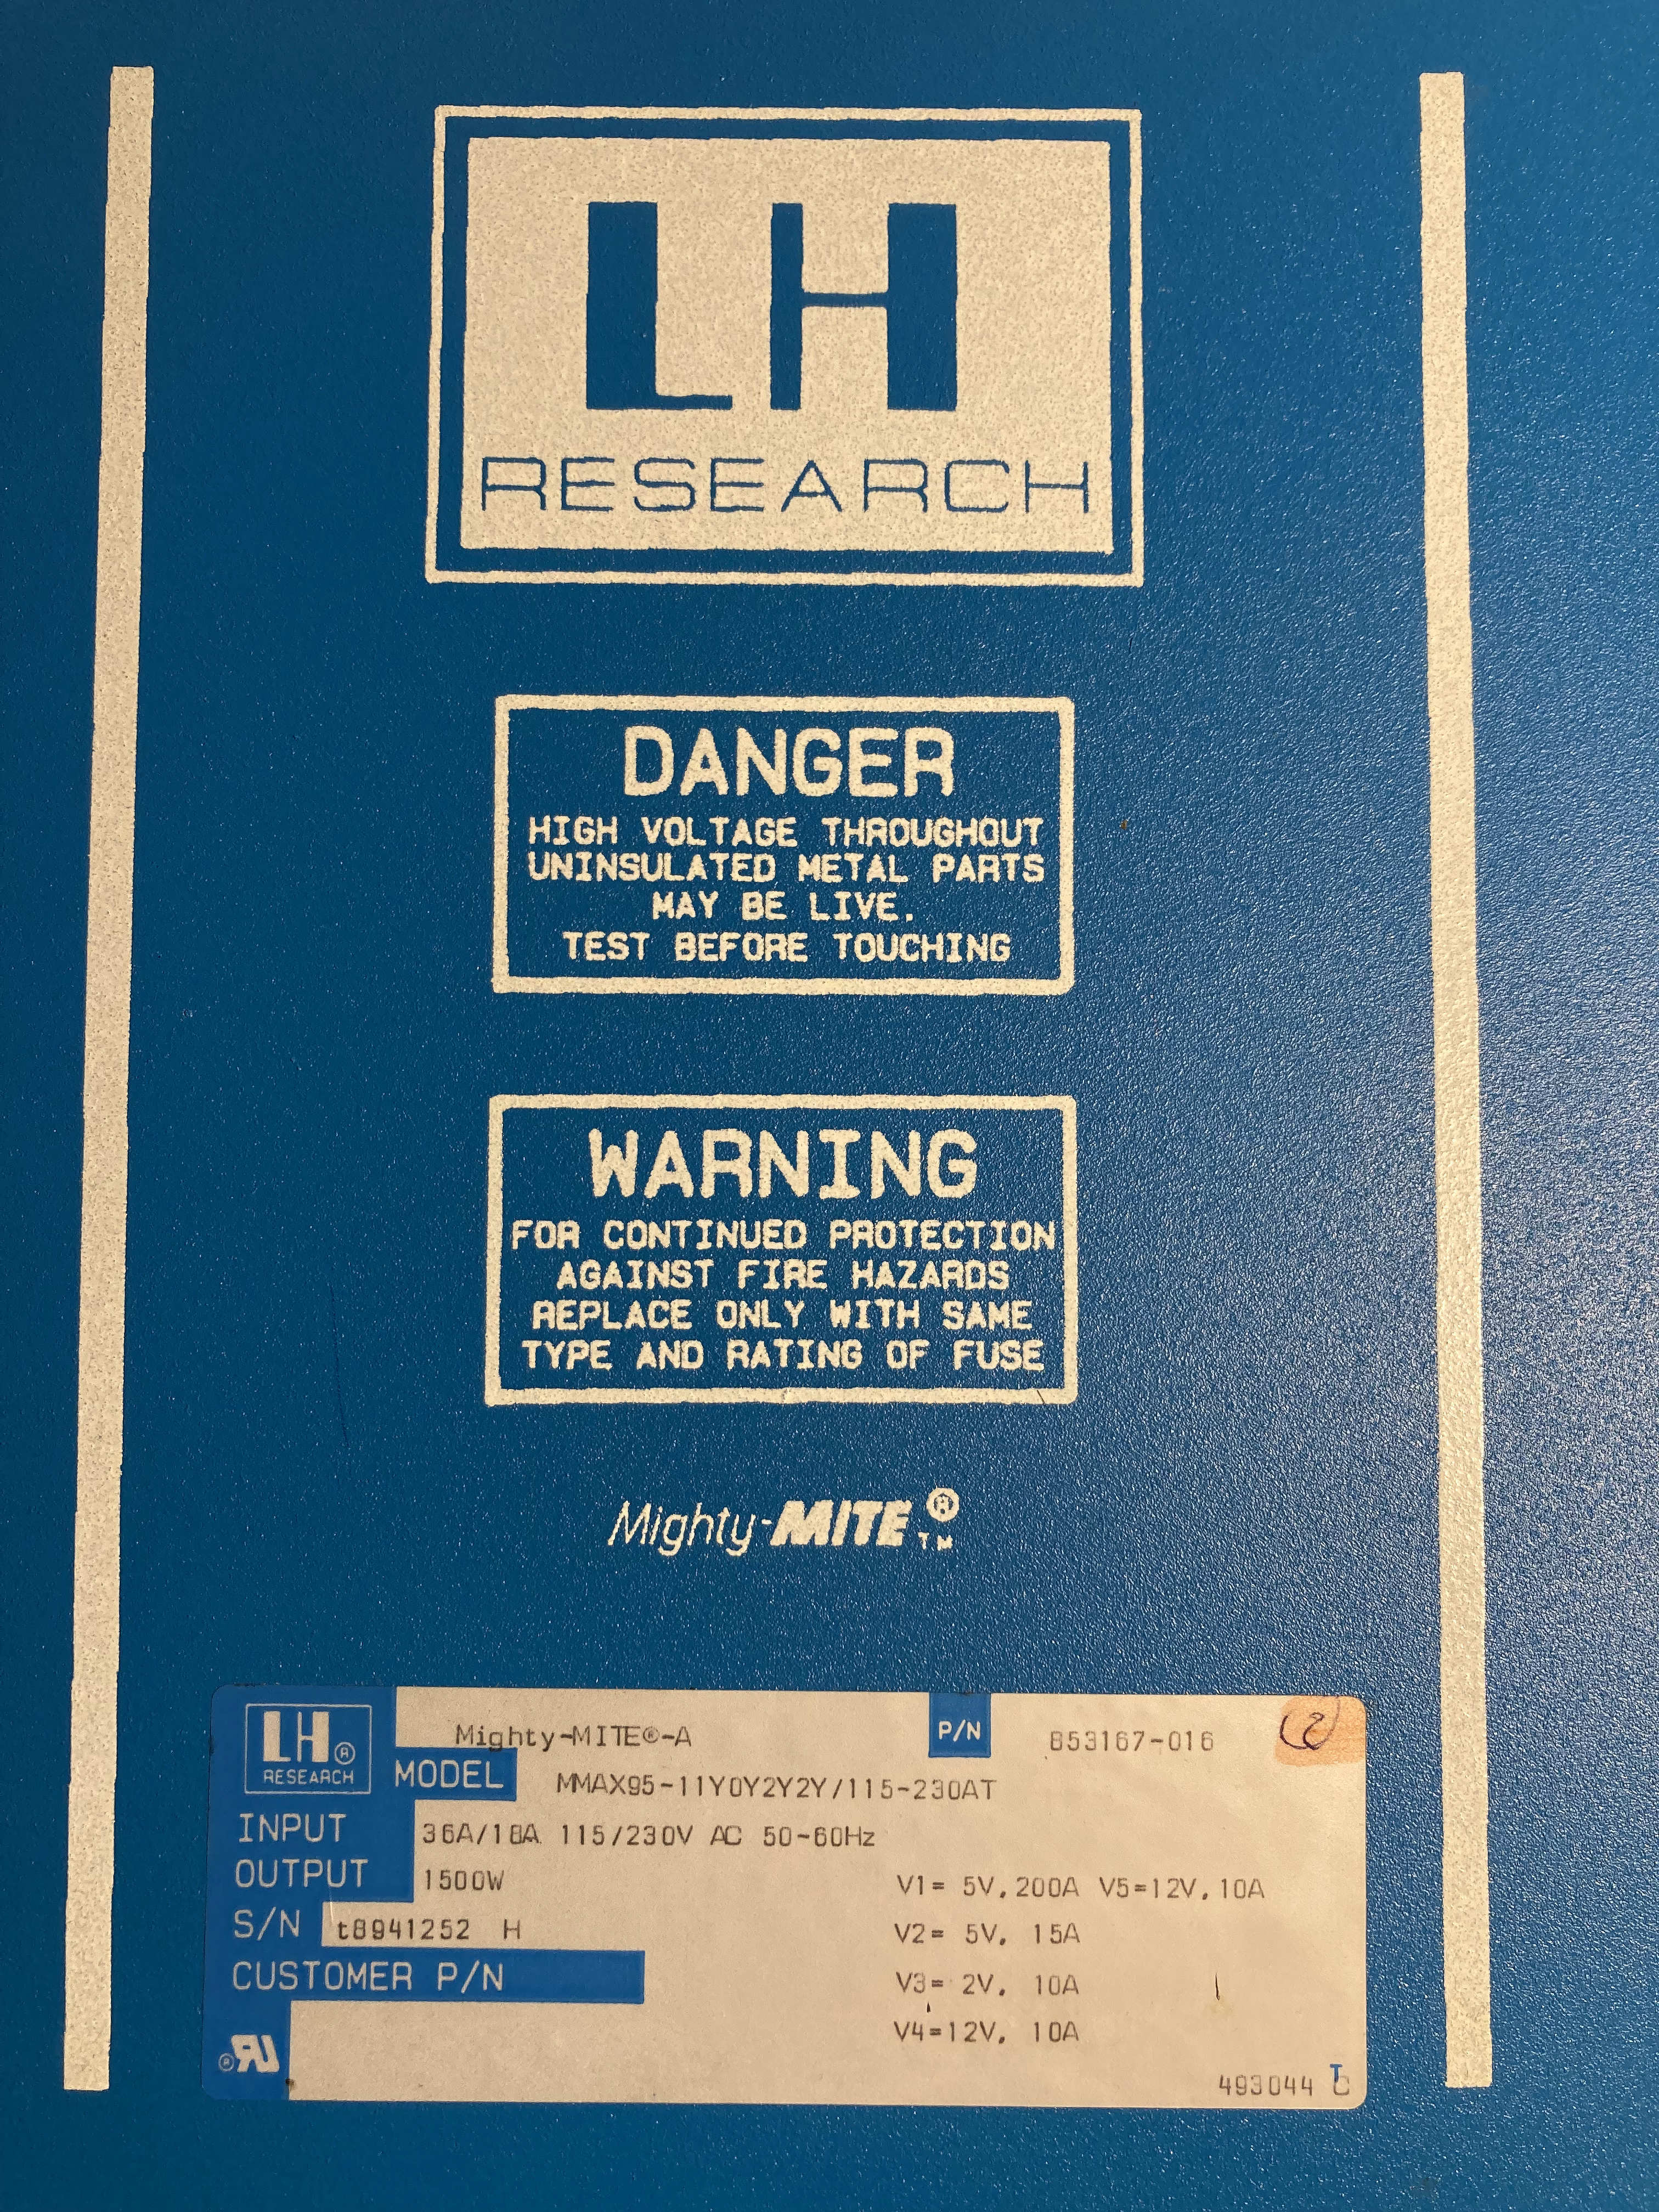 LH
RESEARCH
DANGER
HIGH VOLTAGE THROUGHOUT
UNINSULATED METAL PARTS
MAY BE LIVE.
TEST BEFORE TOUCHING
WARNING
FOR CONTINUED PROTECTION
AGAINST FIRE HAZARDS
REPLACE ONLY WITH SAME
TYPE AND RATING OF FUSE
Mighty-MITE ® TM
LH ®
RESEARCH
Mighty-MITE®-A P/N 853167-016 2
MODEL MMAX95-11Y0Y2Y2Y/115-230AT
INPUT 36A/18A 115/230V AC 50-60Hz
OUTPUT 1500W
V1= 5V,200A V5=12V,10A
S/N t8941252 H
V2= 5V, 15A
CUSTOMER P/N
V3= 2V, 10A
V4=12V, 10A
RU ®
493044